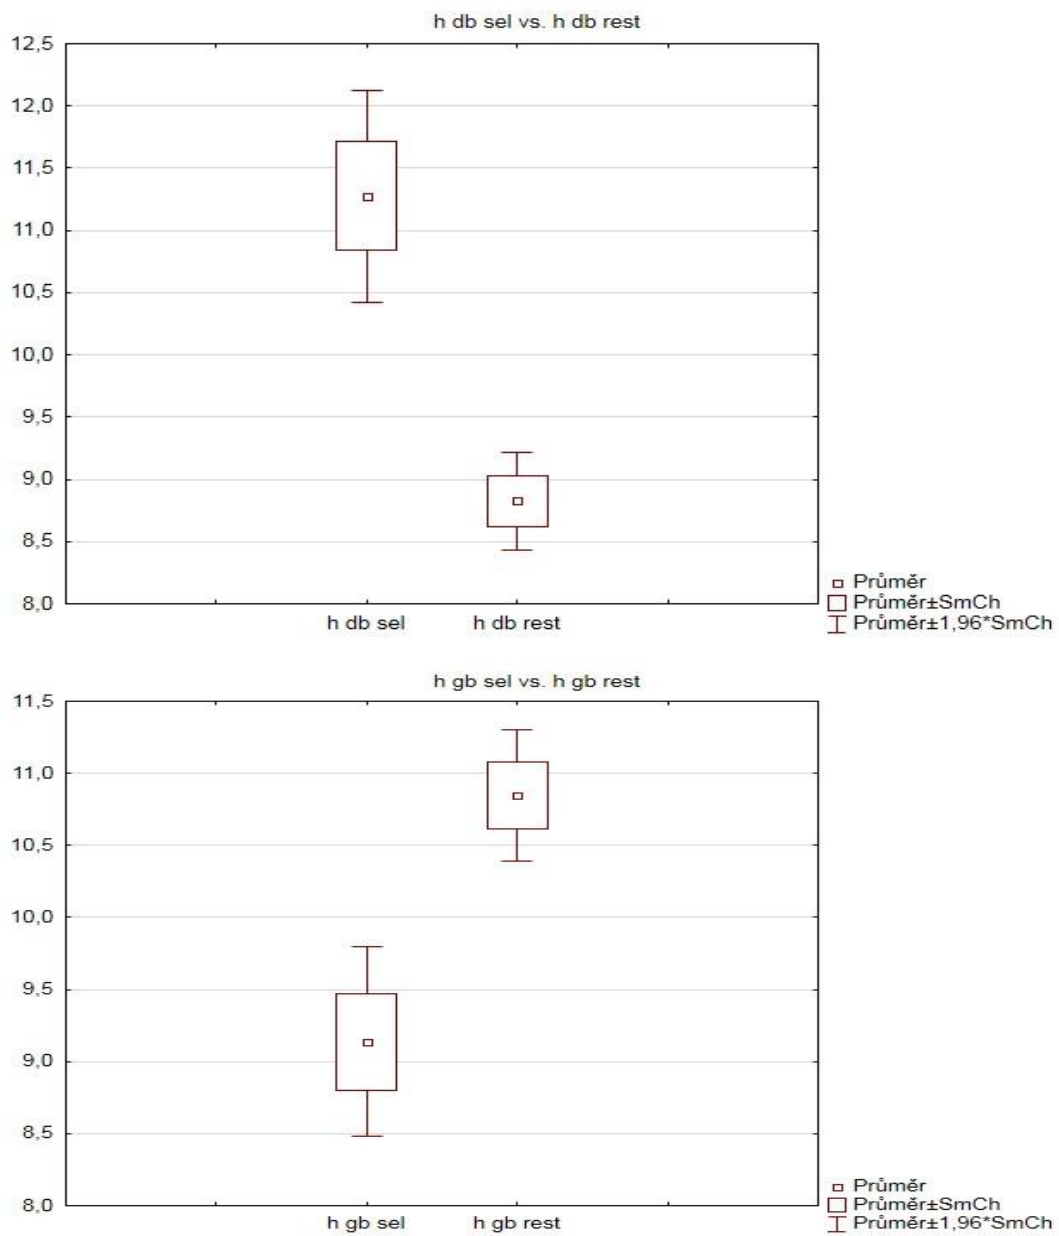 h db sel vs. h db rest
12,5
12,0
11,5
11,0
10,5
10,0
9,5
9,0
8,5
8,0
h db sel h db rest
Průměr
Průměr±SmCh
Průměr±1,96*SmCh
h gb sel vs. h gb rest
11,5
11,0
10,5
10,0
9,5
9,0
8,5
8,0
h gb sel h gb rest
Průměr
Průměr±SmCh
Průměr±1,96*SmCh